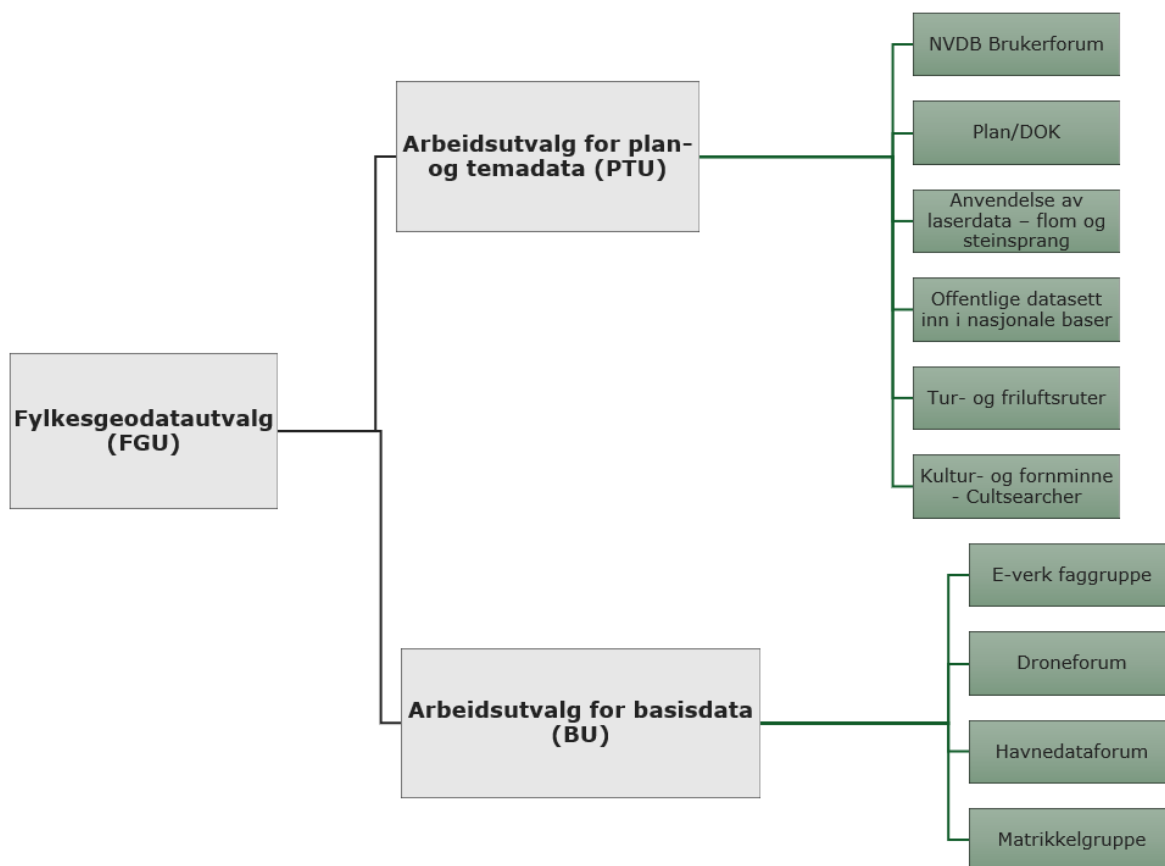 NVDB Brukerforum
Arbeidsutvalg for plan-
og temadata (PTU)
Plan/DOK
Anvendelse av
laserdata – flom og
steinsprang
Offentlige datasett
inn i nasjonale baser
Fylkesgeodatautvalg
(FGU)
Tur- og friluftsruter
Kultur- og fornminne
- Cultsearcher
E-verk faggruppe
Droneforum
Arbeidsutvalg for basisdata
(BU)
Havnedataforum
Matrikkelgruppe